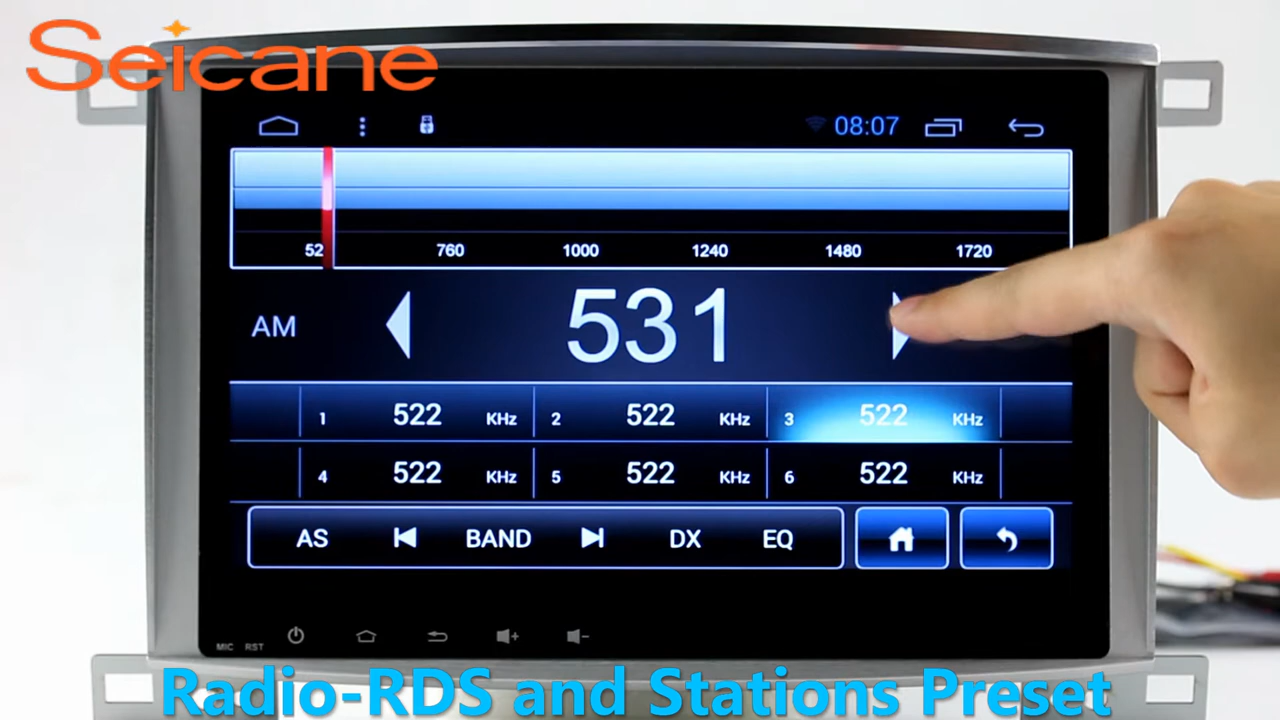 Seicane
08:07
52
760
1000
1240
1480
1720
AM
531
1 522 KHz
2 522 KHz
3 522 KHz
4 522 KHz
5 522 KHz
6 522 KHz
AS
BAND
DX
EQ
MIC
RST
Radio-RDS and Stations Preset